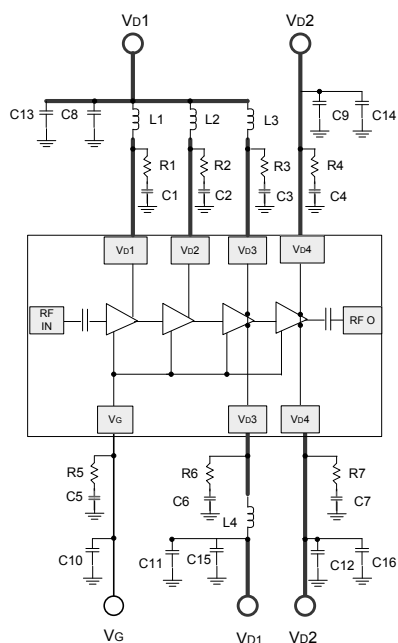 VD1 VD2
C13 C8 L1 L2 L3 C9 C14
R1 R2 R3 R4
C1 C2 C3 C4
VD1 VD2 VD3 VD4
RF IN RF O
VG VD3 VD4
R5 R6 R7
C5 C6 C7
L4
C10 C11 C15 C12 C16
VG VD1 VD2